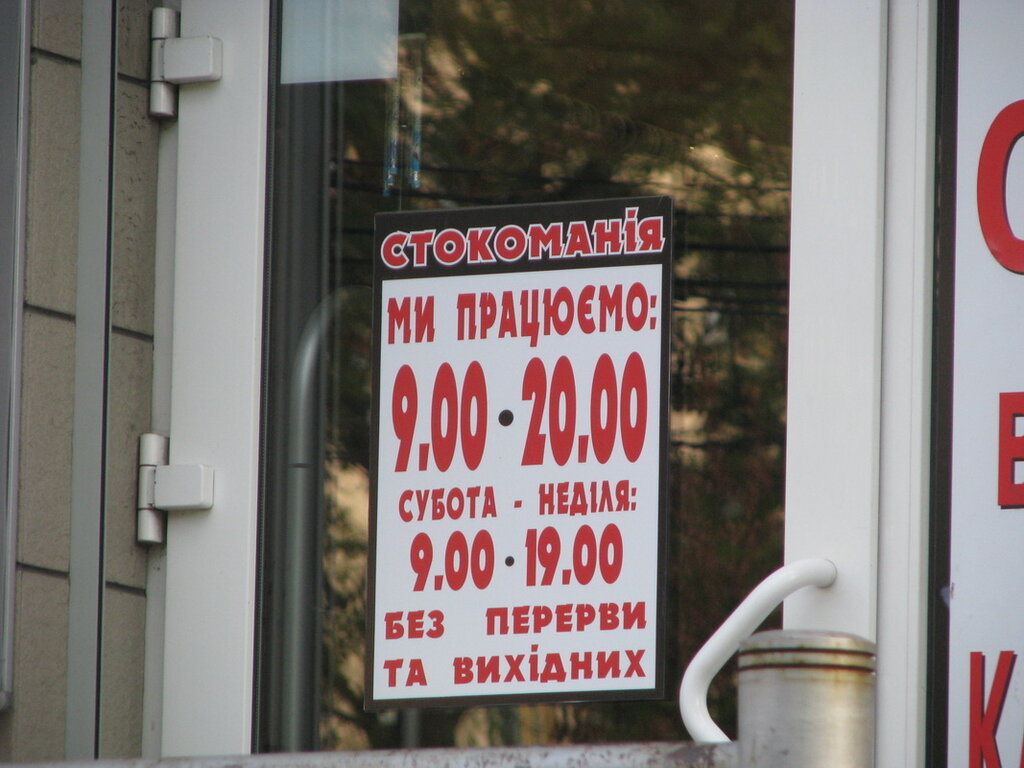 СТОКОМАНІЯ
МИ ПРАЦЮЄМО:
9.00 • 20.00
СУБОТА - НЕДІЛЯ:
9.00 • 19.00
БЕЗ ПЕРЕРВИ
ТА ВИХІДНИХ